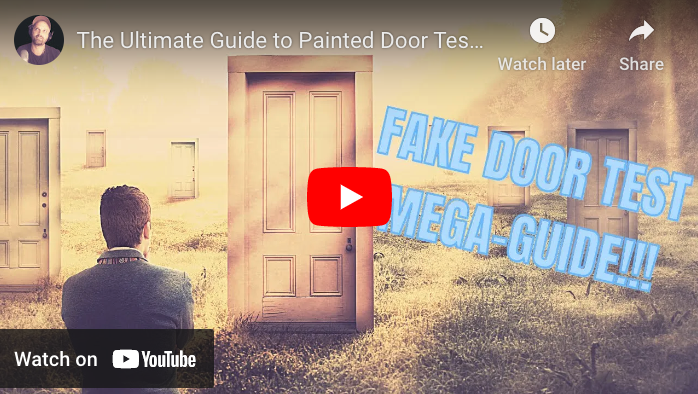 The Ultimate Guide to Painted Door Tes...
Watch later
Share
FAKE DOOR TEST
MEGA-GUIDE!!!
Watch on YouTube